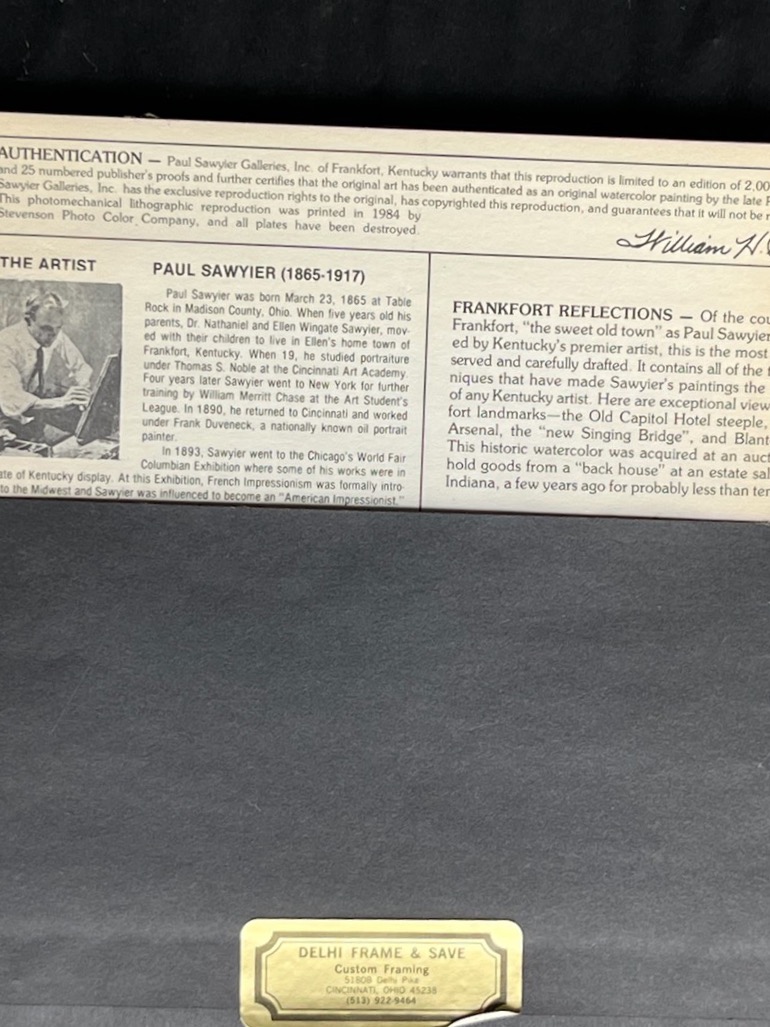 AUTHENTICATION — Paul Sawyier Galleries, Inc. of Frankfort, Kentucky warrants that this reproduction is limited to an edition of 2,00
and 25 numbered publisher's proofs and further certifies that the original art has been authenticated as an original watercolor painting by the late
Sawyier Galleries, Inc. has the exclusive reproduction rights to the original, has copyrighted this reproduction, and guarantees that it will not be
This photomechanical lithographic reproduction was printed in 1984 by
Stevenson Photo Color Company, and all plates have been destroyed.
William H.
THE ARTIST
PAUL SAWYIER (1865-1917)
Paul Sawyier was born March 23, 1865 at Table
Rock in Madison County, Ohio. When five years old his
parents, Dr. Nathaniel and Ellen Wingate Sawyier, mov-
ed with their children to live in Ellen's home town of
Frankfort, Kentucky. When 19, he studied portraiture
under Thomas S. Noble at the Cincinnati Art Academy.
Four years later Sawyier went to New York for further
training by William Merritt Chase at the Art Student's
League. In 1890, he returned to Cincinnati and worked
under Frank Duveneck, a nationally known oil portrait
painter.
In 1893, Sawyier went to the Chicago's World Fair
Columbian Exhibition where some of his works were in
ate of Kentucky display. At this Exhibition, French Impressionism was formally intro-
to the Midwest and Sawyier was influenced to become an "American Impressionist."
FRANKFORT REFLECTIONS — Of the cou
Frankfort, "the sweet old town" as Paul Sawyier
ed by Kentucky's premier artist, this is the most
served and carefully drafted. It contains all of the
niques that have made Sawyier's paintings the
of any Kentucky artist. Here are exceptional view
fort landmarks—the Old Capitol Hotel steeple,
Arsenal, the "new Singing Bridge", and Blant
This historic watercolor was acquired at an auct
hold goods from a "back house" at an estate sal
Indiana, a few years ago for probably less than ten
DELHI FRAME & SAVE
Custom Framing
5180B Delhi Pike
CINCINNATI, OHIO 45238
(513) 922-9464